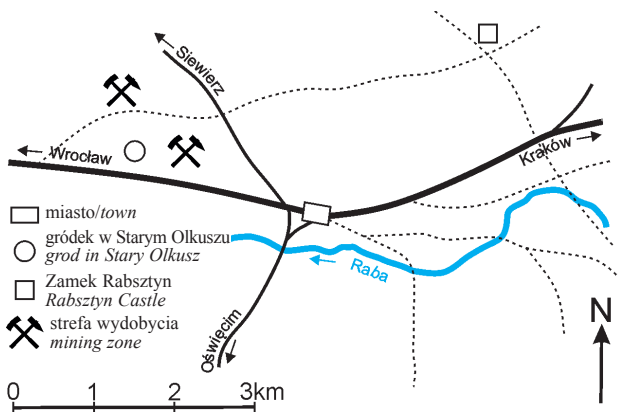 Siewierz
Wrocław
Kraków
Raba
Oświęcim
miasto/town
gródek w Starym Olkuszu
grod in Stary Olkusz
Zamek Rabsztyn
Rabsztyn Castle
strefa wydobycia
mining zone
N
0 1 2 3km